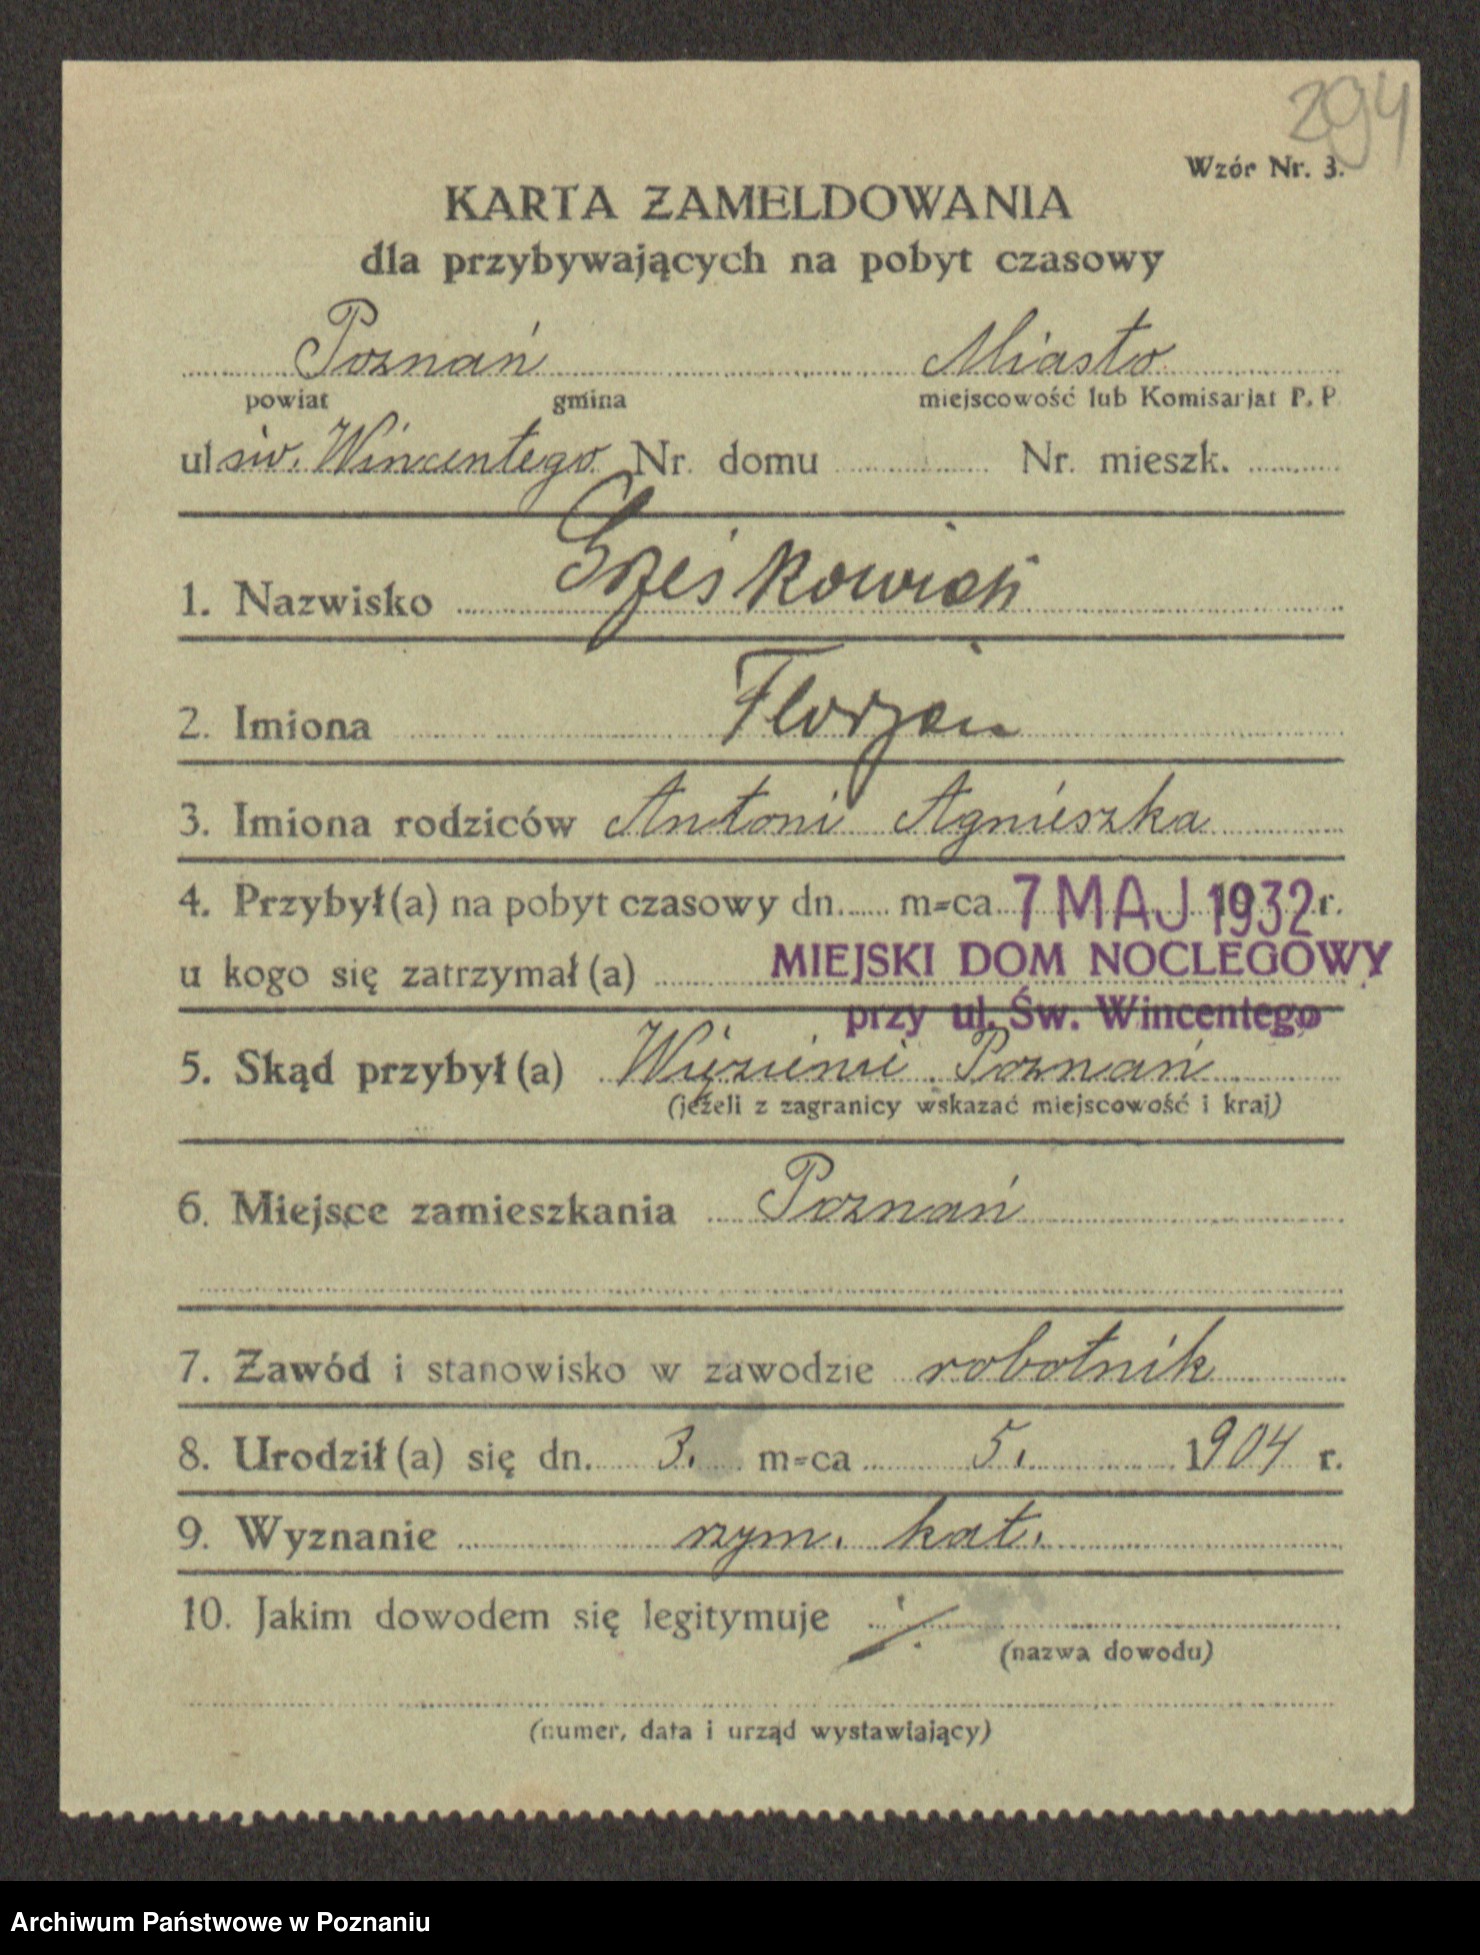 294
Wzór Nr. 3.
KARTA ZAMELDOWANIA
dla przybywających na pobyt czasowy
Poznań Miasto
powiat gmina miejscowość lub Komisarjat P. P.
ul św. Wincentego Nr. domu Nr. mieszk.
1. Nazwisko Grześkowiak
2. Imiona Florjan
3. Imiona rodziców Antoni Agnieszka
4. Przybył(a) na pobyt czasowy dn. m-ca 7 MAJ 1932 r.
u kogo się zatrzymał(a) MIEJSKI DOM NOCLEGOWY
przy ul. Św. Wincentego
5. Skąd przybył(a) Więzieni Poznań
(jeżeli z zagranicy wskazać miejscowość i kraj)
6. Miejsce zamieszkania Poznań
7. Zawód i stanowisko w zawodzie robotnik
8. Urodził(a) się dn. 3. m-ca 5. 1904 r.
9. Wyznanie rzym. kat.
10. Jakim dowodem się legitymuje ·/.
(nazwa dowodu)
(numer, data i urząd wystawiający)
Archiwum Państwowe w Poznaniu